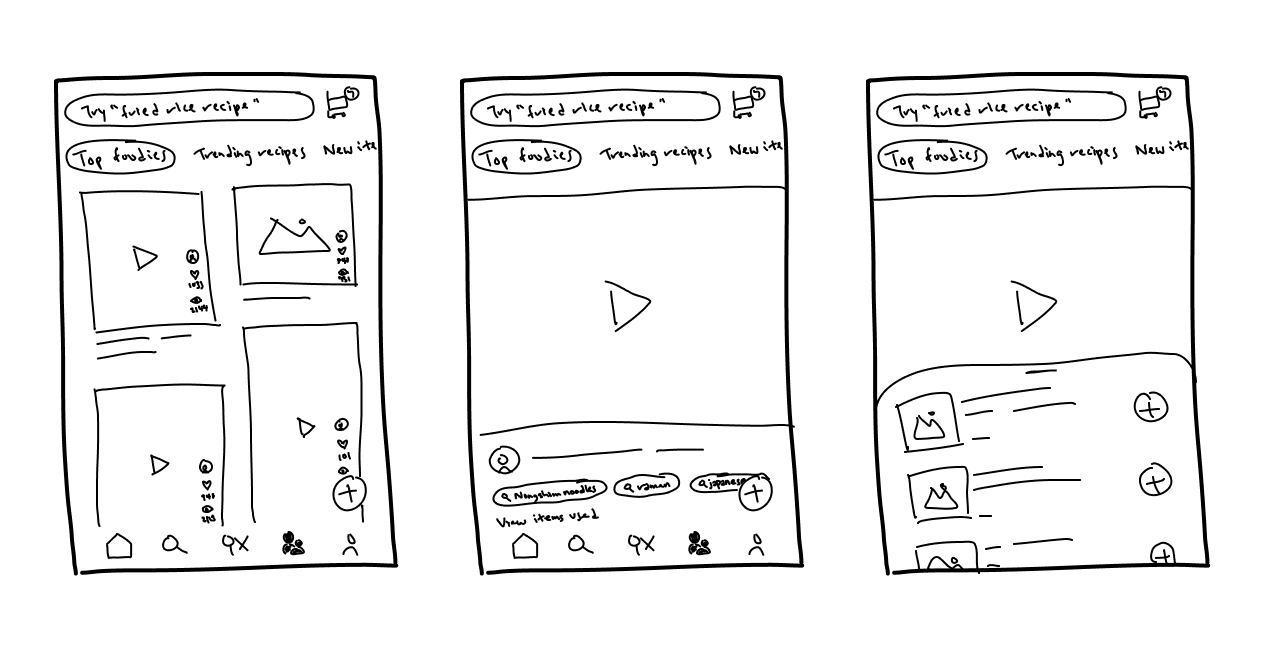 Try "fried rice recipe"
Top foodies Trending recipes New ite
1033
2144
101
Try "fried rice recipe"
Top foodies Trending recipes New ite
Nongsham noodles ramen japanese
View items used
Try "fried rice recipe"
Top foodies Trending recipes New ite